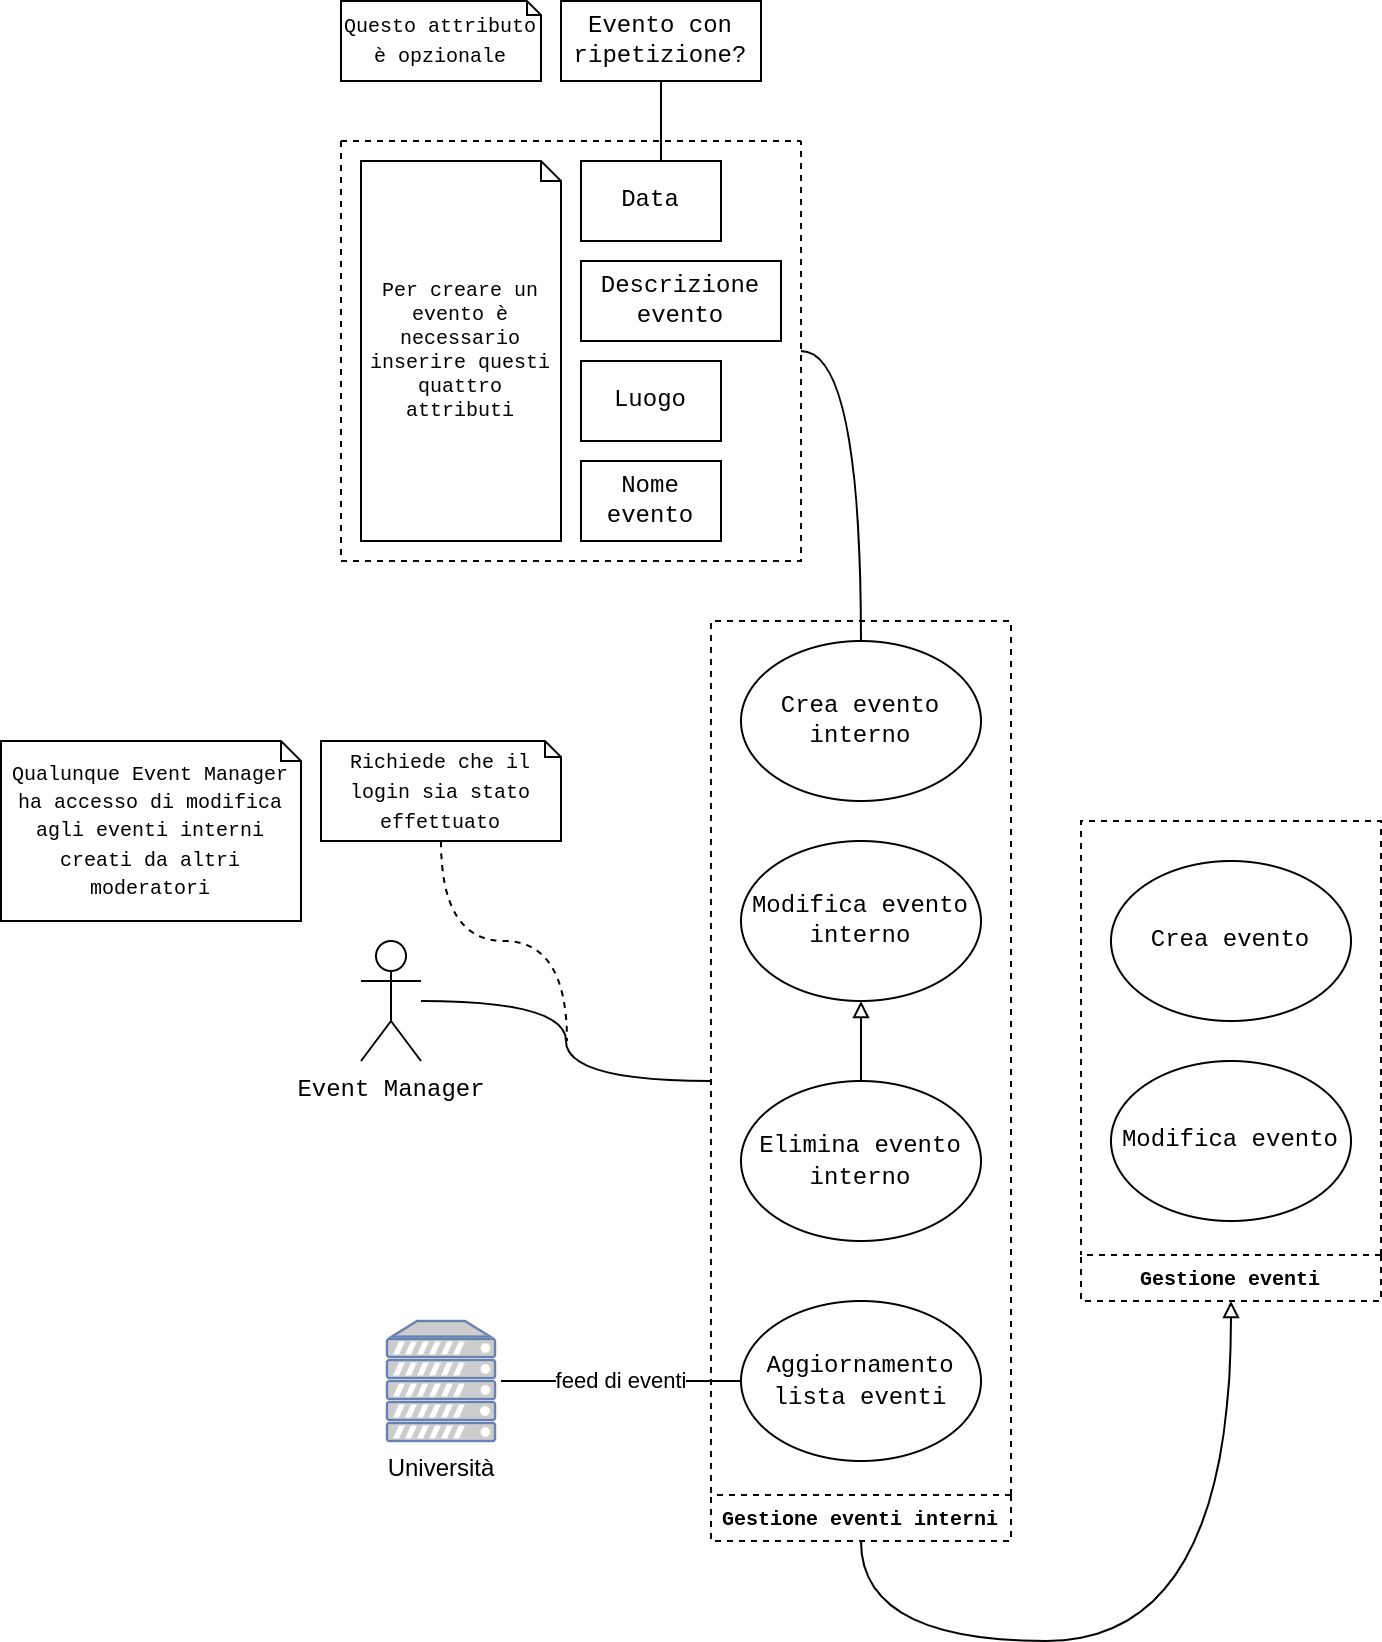 Questo attributo
è opzionale
Evento con
ripetizione?
Per creare un
evento è
necessario
inserire questi
quattro
attributi
Data
Descrizione
evento
Luogo
Nome
evento
Crea evento
interno
Qualunque Event Manager
ha accesso di modifica
agli eventi interni
creati da altri
moderatori
Richiede che il
login sia stato
effettuato
Modifica evento
interno
Crea evento
Event Manager
Elimina evento
interno
Modifica evento
Gestione eventi
feed di eventi
Aggiornamento
lista eventi
Università
Gestione eventi interni